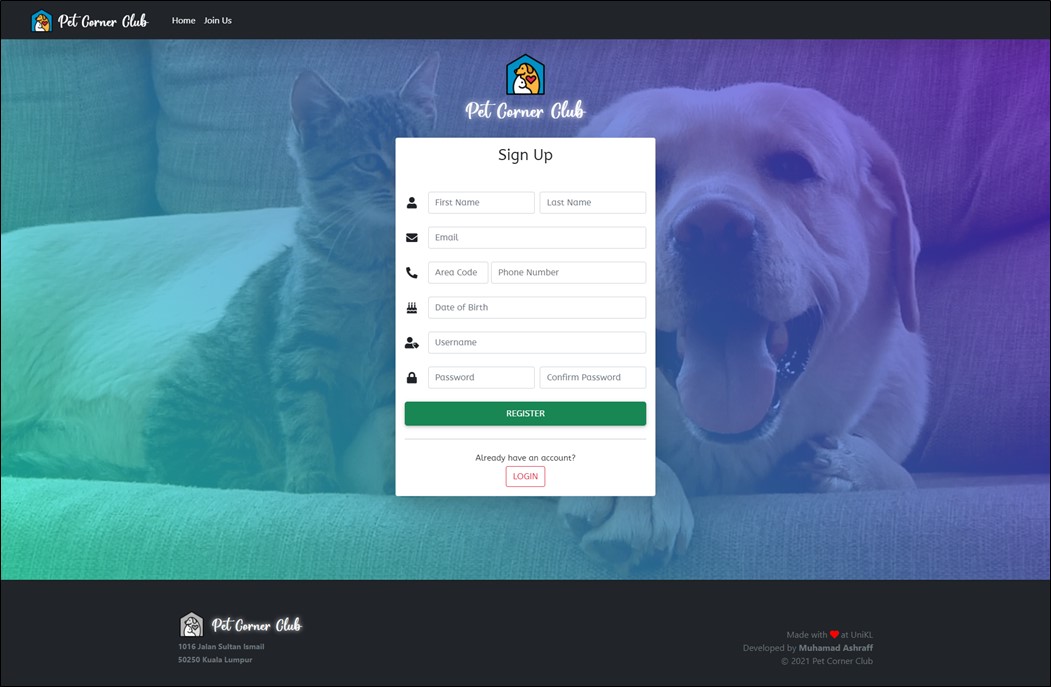 Pet Corner Club Home Join Us
Pet Corner Club
Sign Up
First Name Last Name
Email
Area Code Phone Number
Date of Birth
Username
Password Confirm Password
REGISTER
Already have an account?
LOGIN
Pet Corner Club
1016 Jalan Sultan Ismail
50250 Kuala Lumpur
Made with ❤ at UniKL
Developed by Muhamad Ashraff
© 2021 Pet Corner Club